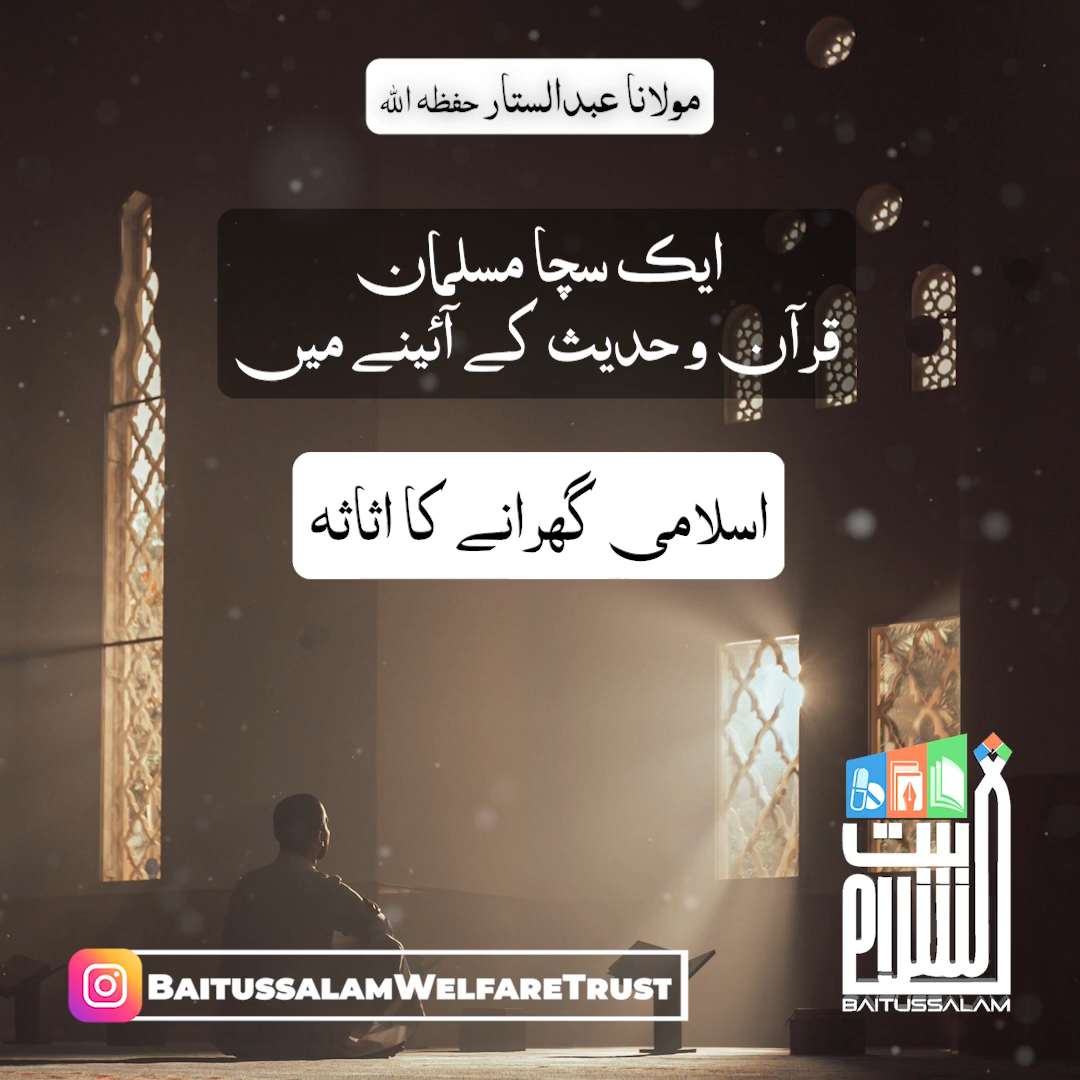 مولانا عبدالستار حفظہ اللہ
ایک سچا مسلمان
قرآن و حدیث کے آئینے میں
اسلامی گھرانے کا اثاثہ
بیت السلام
BAITUSSALAM
BAITUSSALAMWELFARETRUST